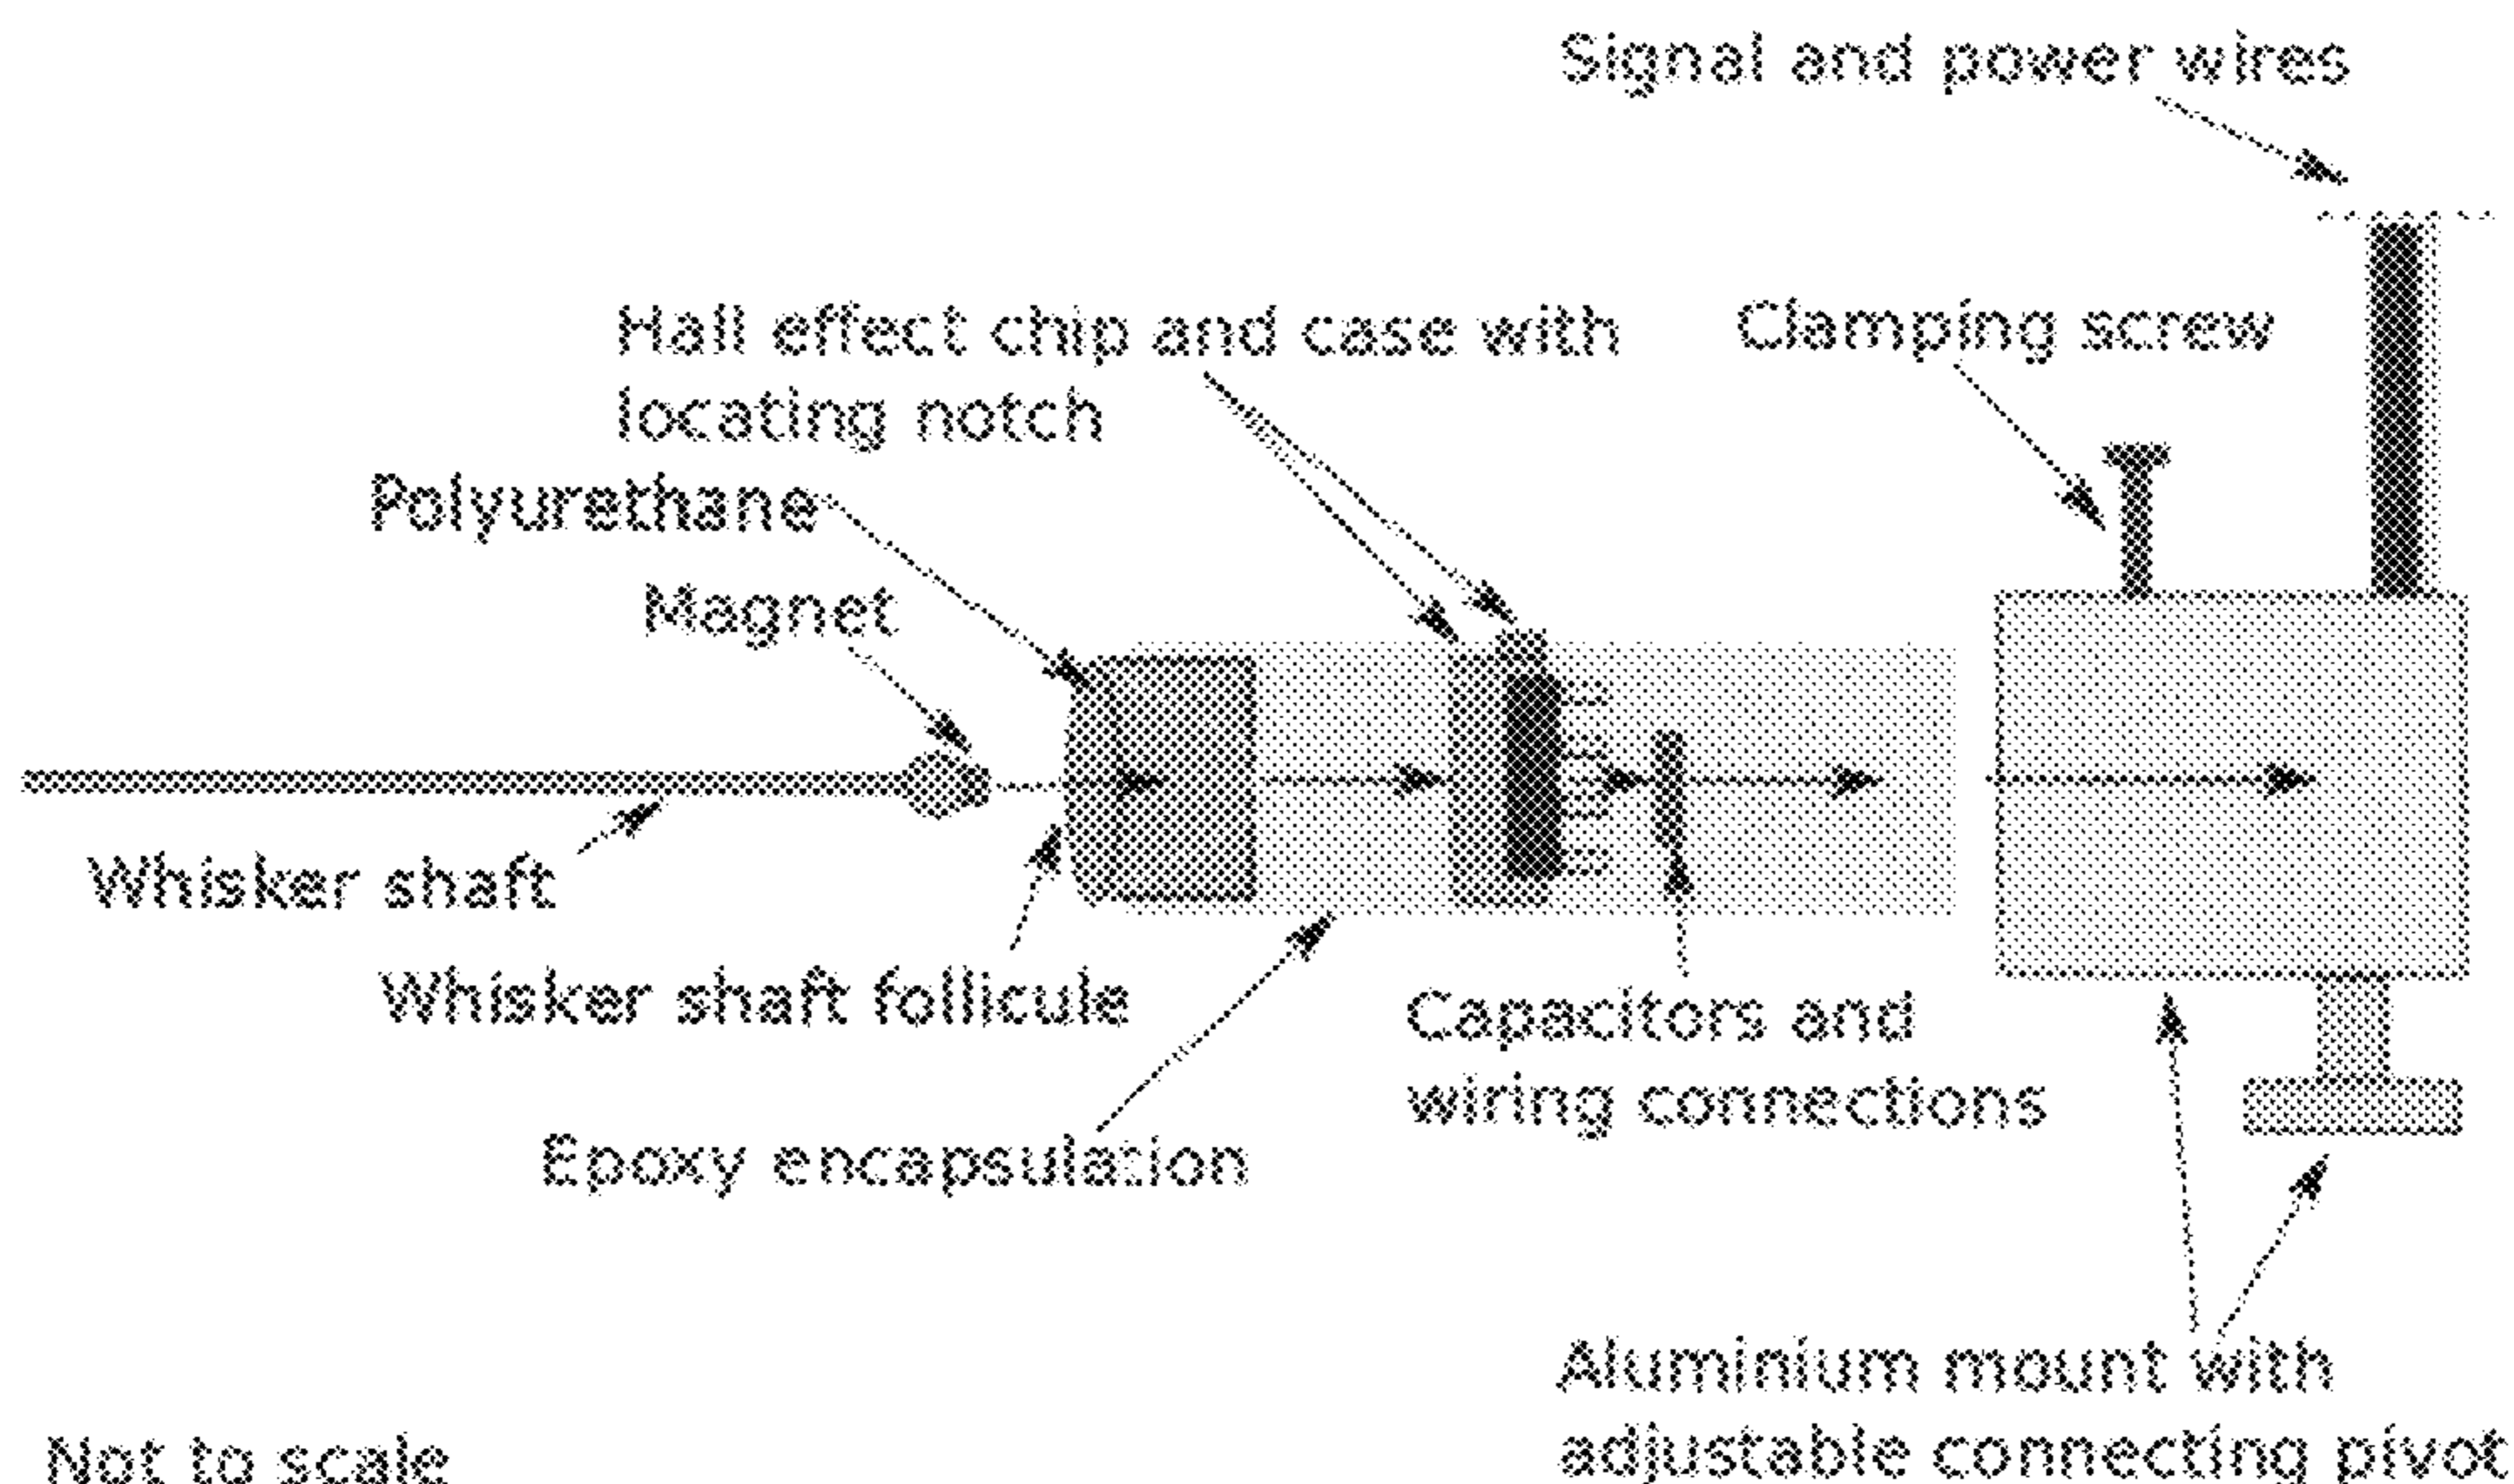 Signal and power wires
Hall effect chip and case with
locating notch
Clamping screw
Polyurethane
Magnet
Whisker shaft
Whisker shaft follicule
Capacitors and
wiring connections
Epoxy encapsulation
Aluminium mount with
adjustable connecting pivot
Not to scale